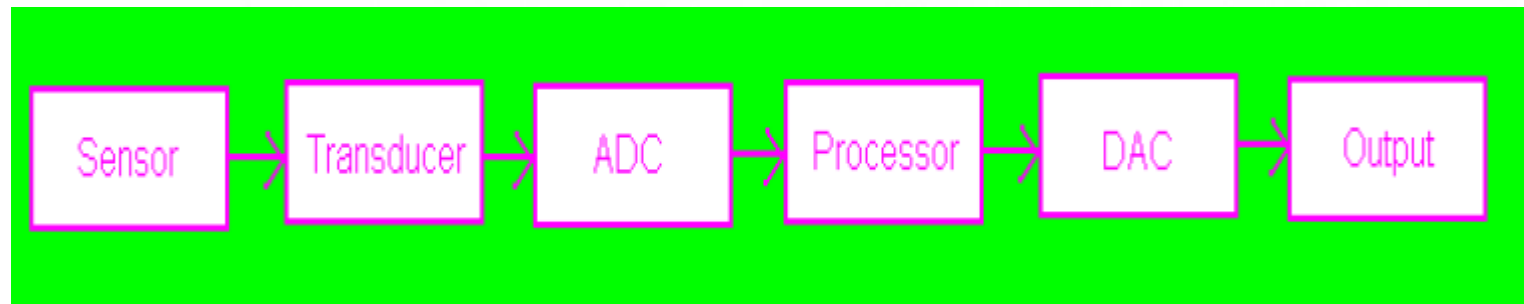 Sensor
Transducer
ADC
Processor
DAC
Output